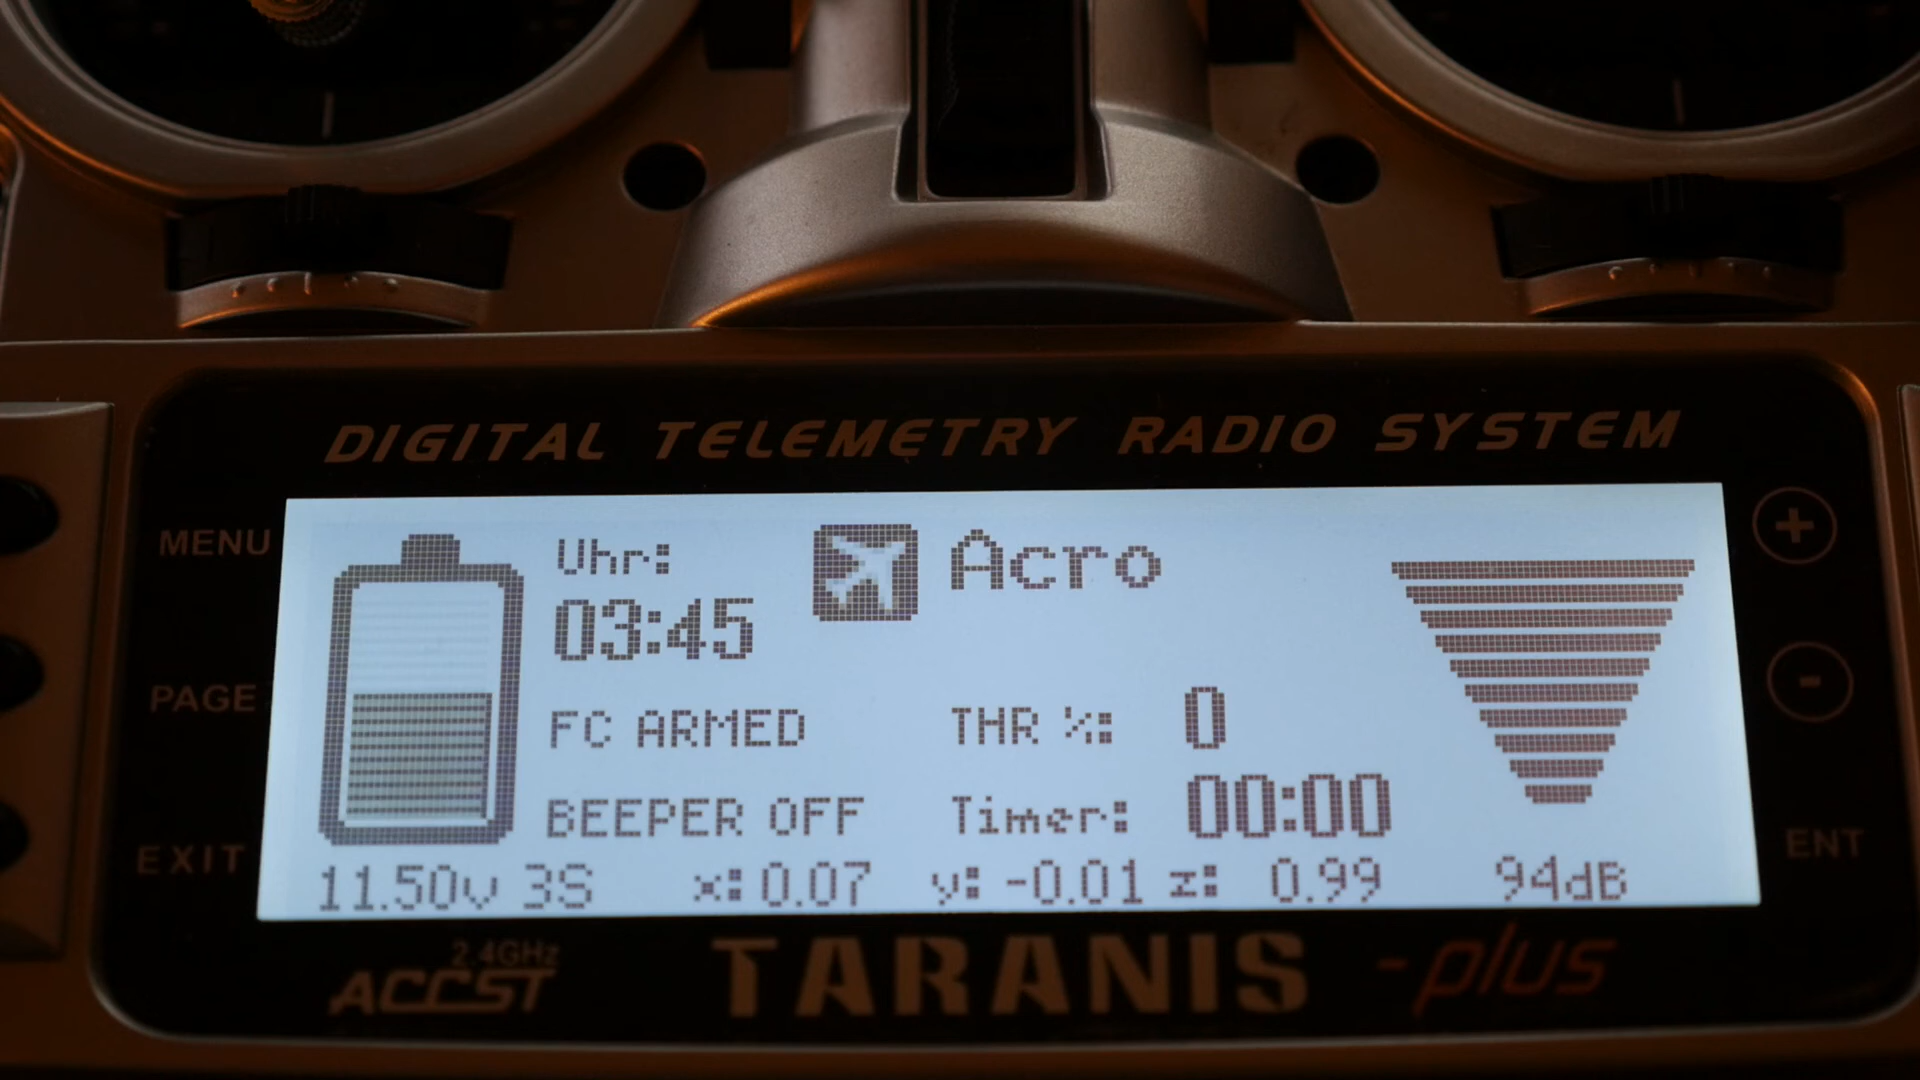 DIGITAL TELEMETRY RADIO SYSTEM
MENU
PAGE
EXIT
Uhr:
03:45
Acro
FC ARMED
THR %: 0
BEEPER OFF
Timer: 00:00
11.50v 3S x: 0.07 y: -0.01 z: 0.99 94dB
+
-
ENT
2.4GHz
ACCST
TARANIS -plus